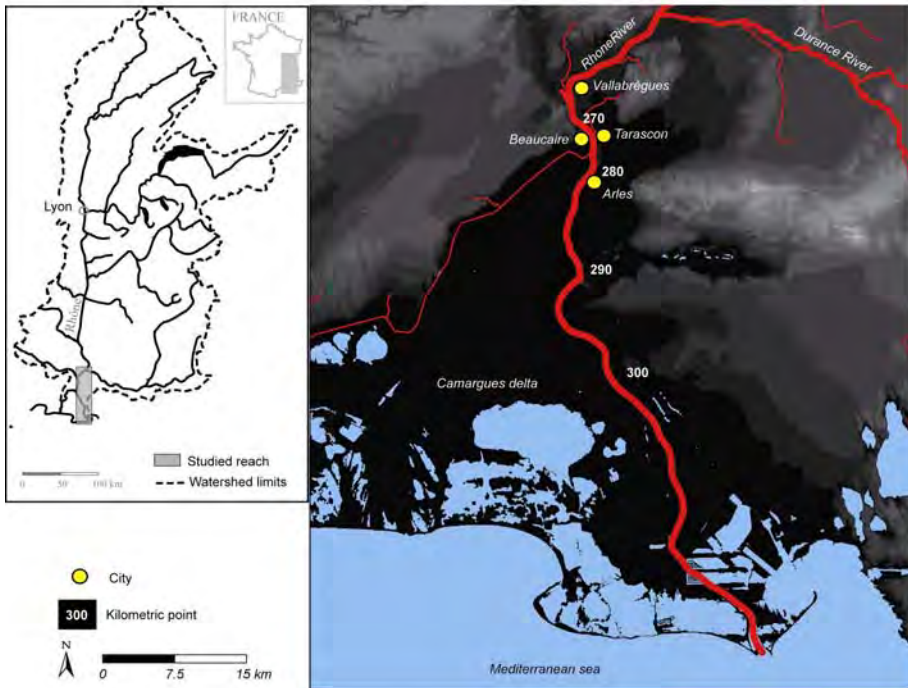 FRANCE
Lyon
Rhône
0 50 100 km
Studied reach
Watershed limits
City
300 Kilometric point
N
0 7.5 15 km
RhoneRiver
Durance River
Vallabrègues
270
Beaucaire
Tarascon
280
Arles
290
300
Camargues delta
Mediterranean sea